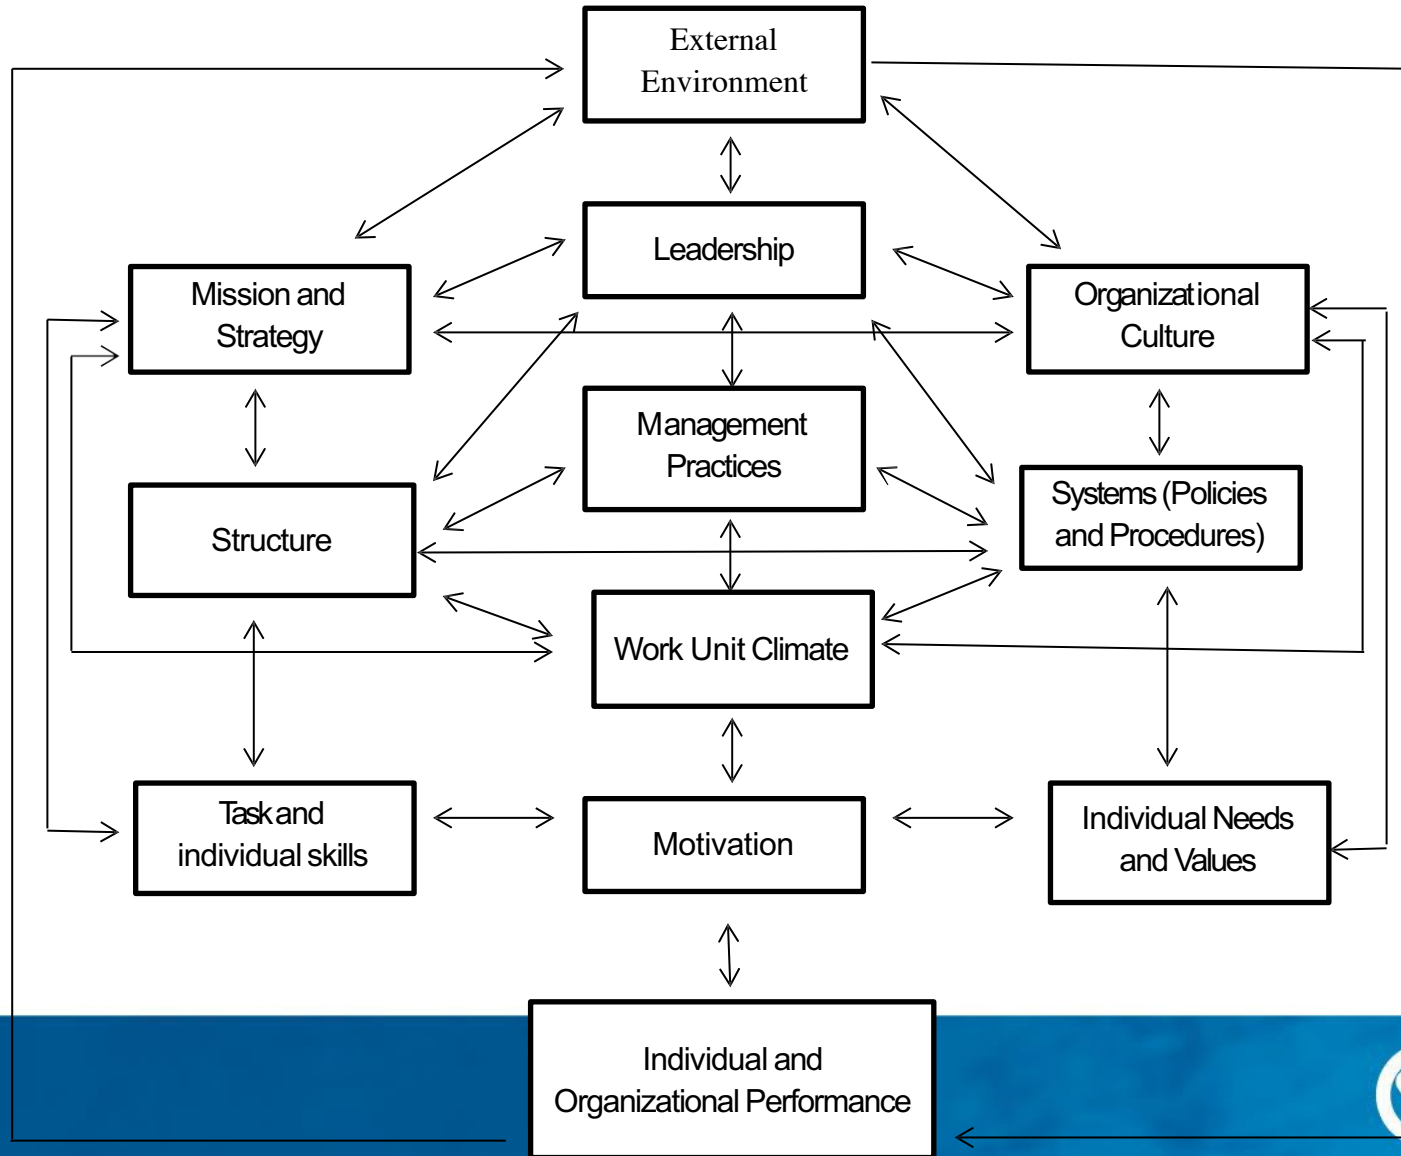 External
Environment
Leadership
Mission and
Strategy
Organizational
Culture
Management
Practices
Structure
Systems (Policies
and Procedures)
Work Unit Climate
Task and
individual skills
Motivation
Individual Needs
and Values
Individual and
Organizational Performance